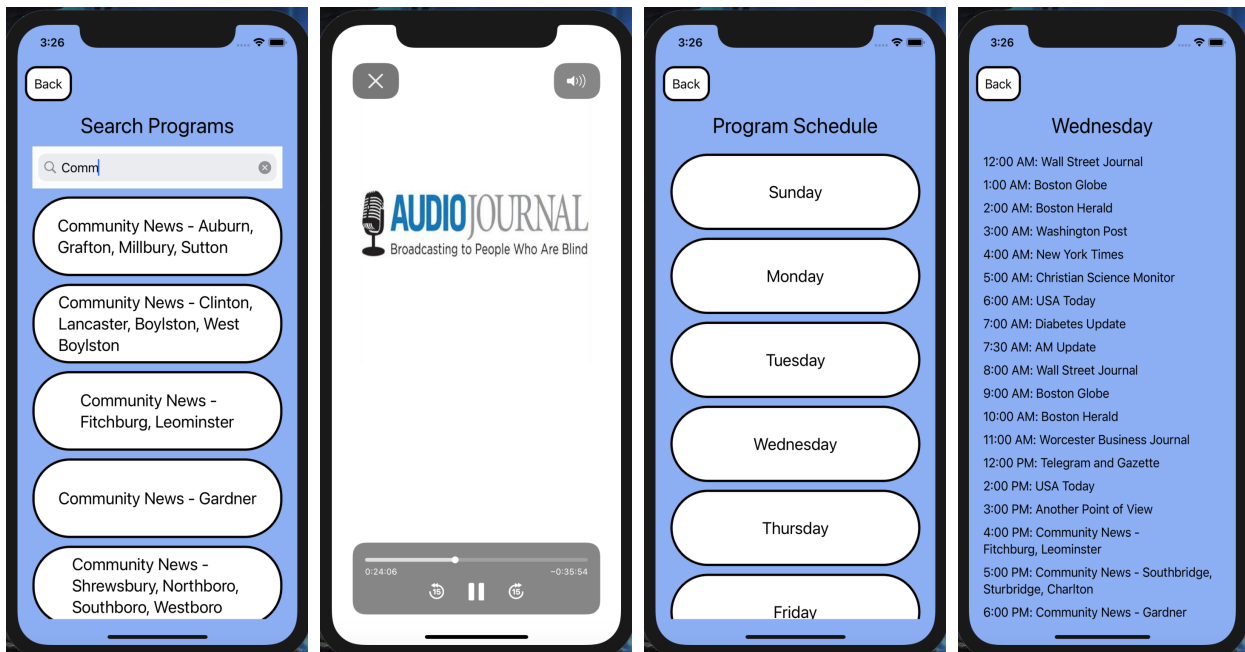 3:26
Back
Search Programs
Comm
Community News - Auburn,
Grafton, Millbury, Sutton
Community News - Clinton,
Lancaster, Boylston, West
Boylston
Community News -
Fitchburg, Leominster
Community News - Gardner
Community News -
Shrewsbury, Northboro,
Southboro, Westboro
AUDIOJOURNAL
Broadcasting to People Who Are Blind
0:24:06
-0:35:54
15
15
3:26
Back
Program Schedule
Sunday
Monday
Tuesday
Wednesday
Thursday
Friday
3:26
Back
Wednesday
12:00 AM: Wall Street Journal
1:00 AM: Boston Globe
2:00 AM: Boston Herald
3:00 AM: Washington Post
4:00 AM: New York Times
5:00 AM: Christian Science Monitor
6:00 AM: USA Today
7:00 AM: Diabetes Update
7:30 AM: AM Update
8:00 AM: Wall Street Journal
9:00 AM: Boston Globe
10:00 AM: Boston Herald
11:00 AM: Worcester Business Journal
12:00 PM: Telegram and Gazette
2:00 PM: USA Today
3:00 PM: Another Point of View
4:00 PM: Community News -
Fitchburg, Leominster
5:00 PM: Community News - Southbridge,
Sturbridge, Charlton
6:00 PM: Community News - Gardner